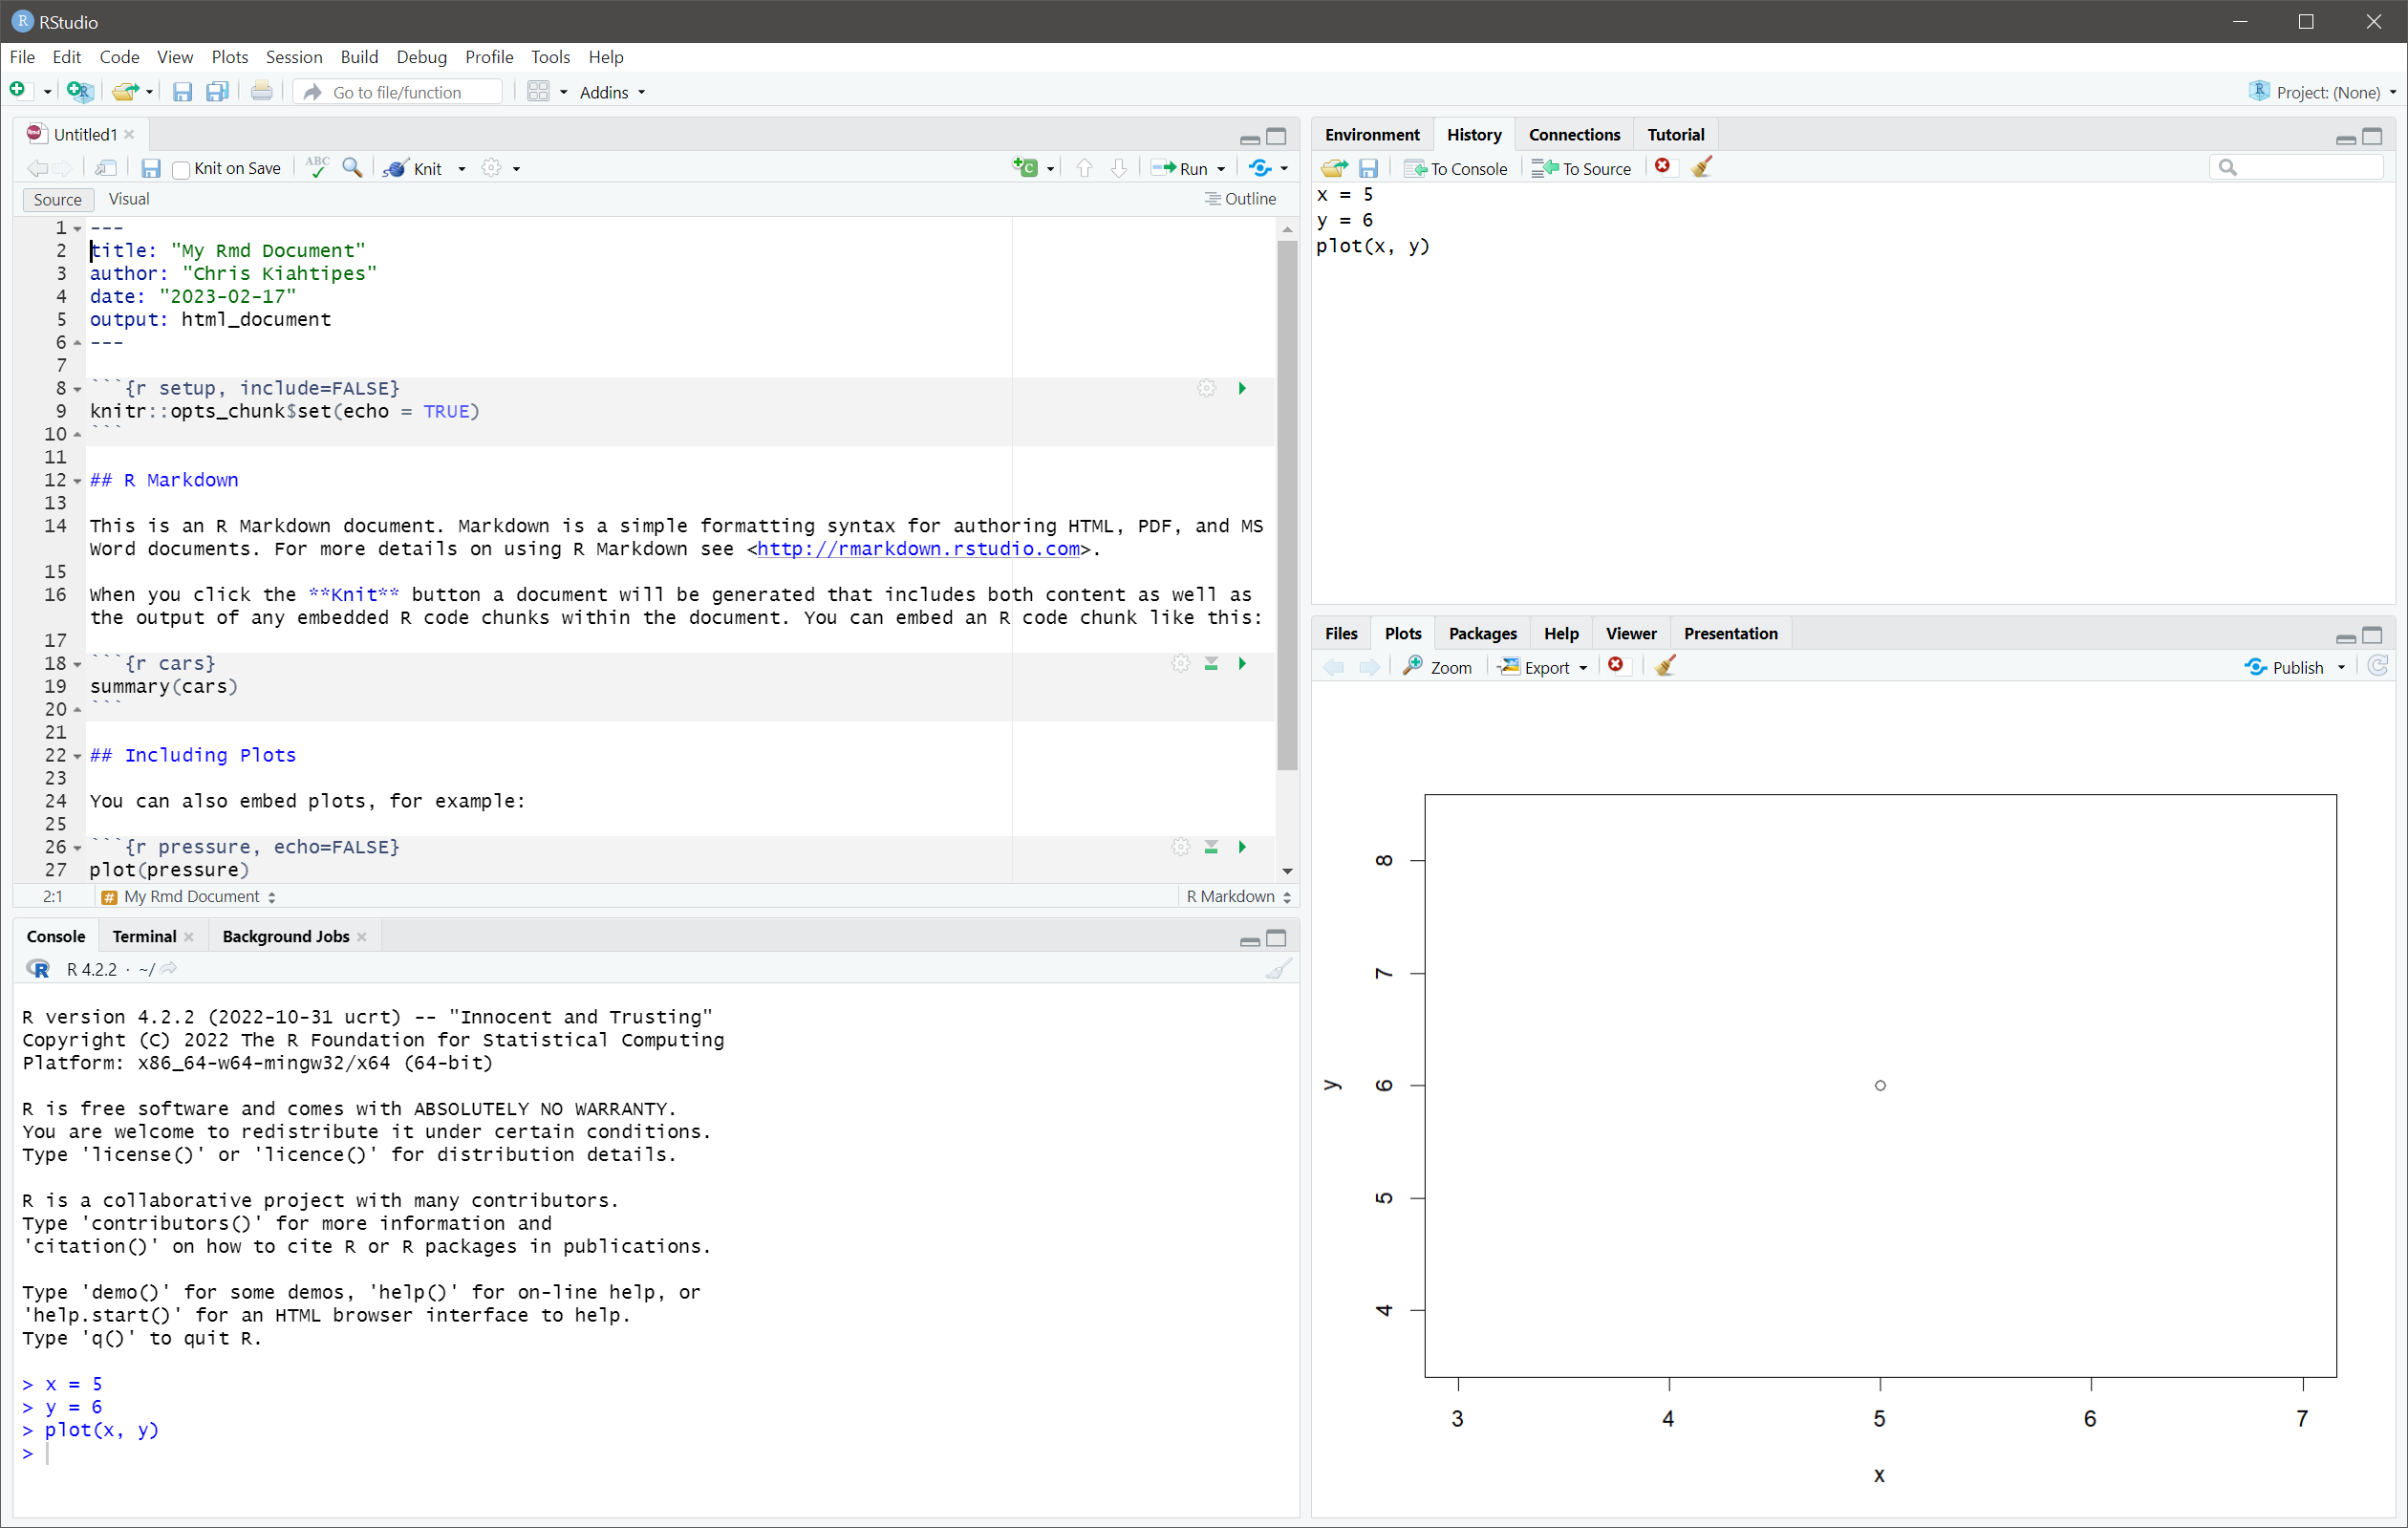 RStudio
File Edit Code View Plots Session Build Debug Profile Tools Help
Go to file/function Addins Project: (None)
Untitled1
Knit on Save ABC Knit Run
Source Visual Outline
1 ---
2 title: "My Rmd Document"
3 author: "Chris Kiahtipes"
4 date: "2023-02-17"
5 output: html_document
6 ---
7
8 ```{r setup, include=FALSE}
9 knitr::opts_chunk$set(echo = TRUE)
10 ```
11
12 ## R Markdown
13
14 This is an R Markdown document. Markdown is a simple formatting syntax for authoring HTML, PDF, and MS
Word documents. For more details on using R Markdown see <http://rmarkdown.rstudio.com>.
15
16 When you click the **Knit** button a document will be generated that includes both content as well as
the output of any embedded R code chunks within the document. You can embed an R code chunk like this:
17
18 ```{r cars}
19 summary(cars)
20 ```
21
22 ## Including Plots
23
24 You can also embed plots, for example:
25
26 ```{r pressure, echo=FALSE}
27 plot(pressure)
2:1 # My Rmd Document R Markdown
Console Terminal Background Jobs
R R 4.2.2 · ~/
R version 4.2.2 (2022-10-31 ucrt) -- "Innocent and Trusting"
Copyright (C) 2022 The R Foundation for Statistical Computing
Platform: x86_64-w64-mingw32/x64 (64-bit)
R is free software and comes with ABSOLUTELY NO WARRANTY.
You are welcome to redistribute it under certain conditions.
Type 'license()' or 'licence()' for distribution details.
R is a collaborative project with many contributors.
Type 'contributors()' for more information and
'citation()' on how to cite R or R packages in publications.
Type 'demo()' for some demos, 'help()' for on-line help, or
'help.start()' for an HTML browser interface to help.
Type 'q()' to quit R.
> x = 5
> y = 6
> plot(x, y)
>
Environment History Connections Tutorial
To Console To Source
x = 5
y = 6
plot(x, y)
Files Plots Packages Help Viewer Presentation
Zoom Export Publish
8
7
6
5
4
y
3 4 5 6 7
x